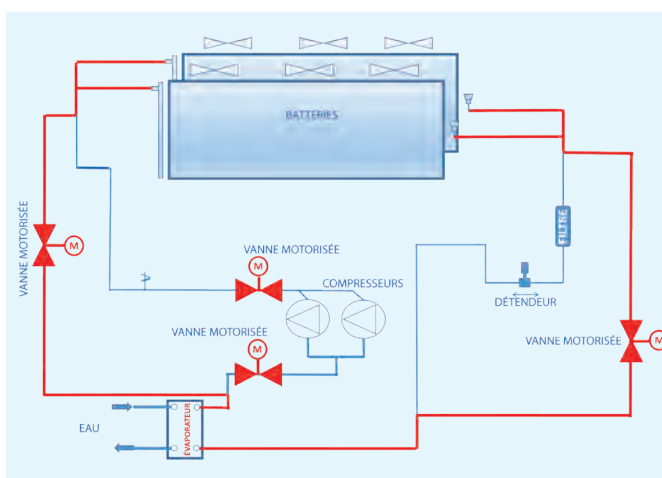 BATTERIES
VANNE MOTORISÉE
M
FILTRE
VANNE MOTORISÉE
M
COMPRESSEURS
DÉTENDEUR
VANNE MOTORISÉE
M
VANNE MOTORISÉE
M
EAU
ÉVAPORATEUR